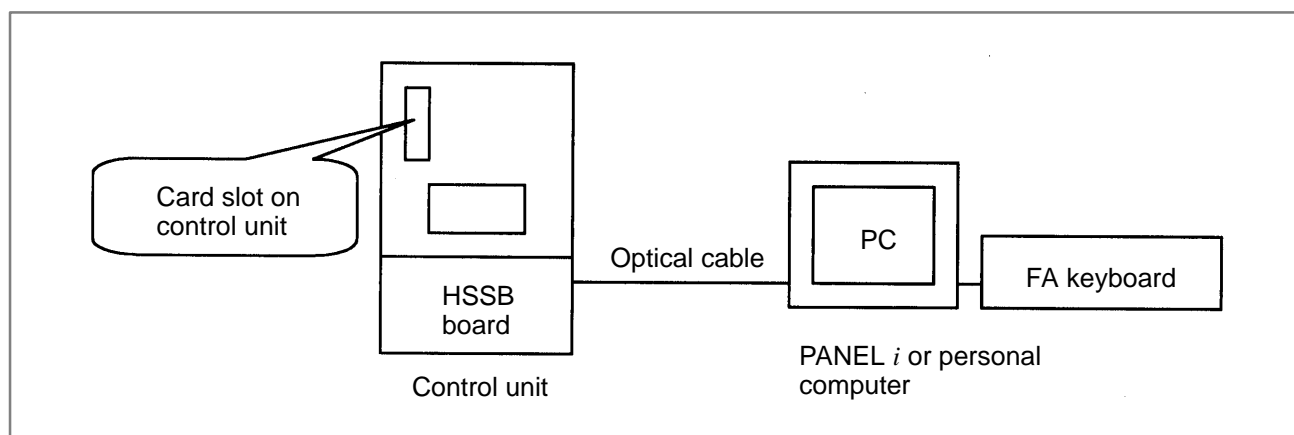 Card slot on
control unit
HSSB
board
Control unit
Optical cable
PC
FA keyboard
PANEL i or personal
computer